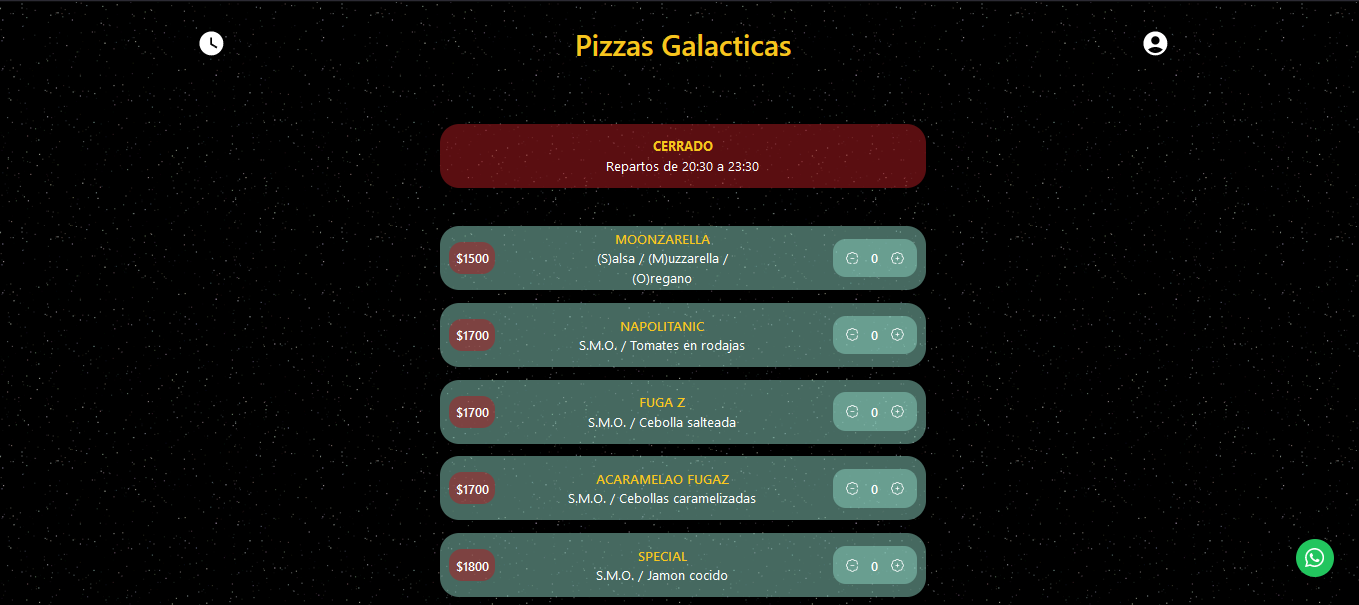 Pizzas Galacticas
CERRADO
Repartos de 20:30 a 23:30
MOONZARELLA
$1500
(S)alsa / (M)uzzarella /
(O)regano
0
NAPOLITANIC
$1700
S.M.O. / Tomates en rodajas
0
FUGA Z
$1700
S.M.O. / Cebolla salteada
0
ACARAMELAO FUGAZ
$1700
S.M.O. / Cebollas caramelizadas
0
SPECIAL
$1800
S.M.O. / Jamon cocido
0